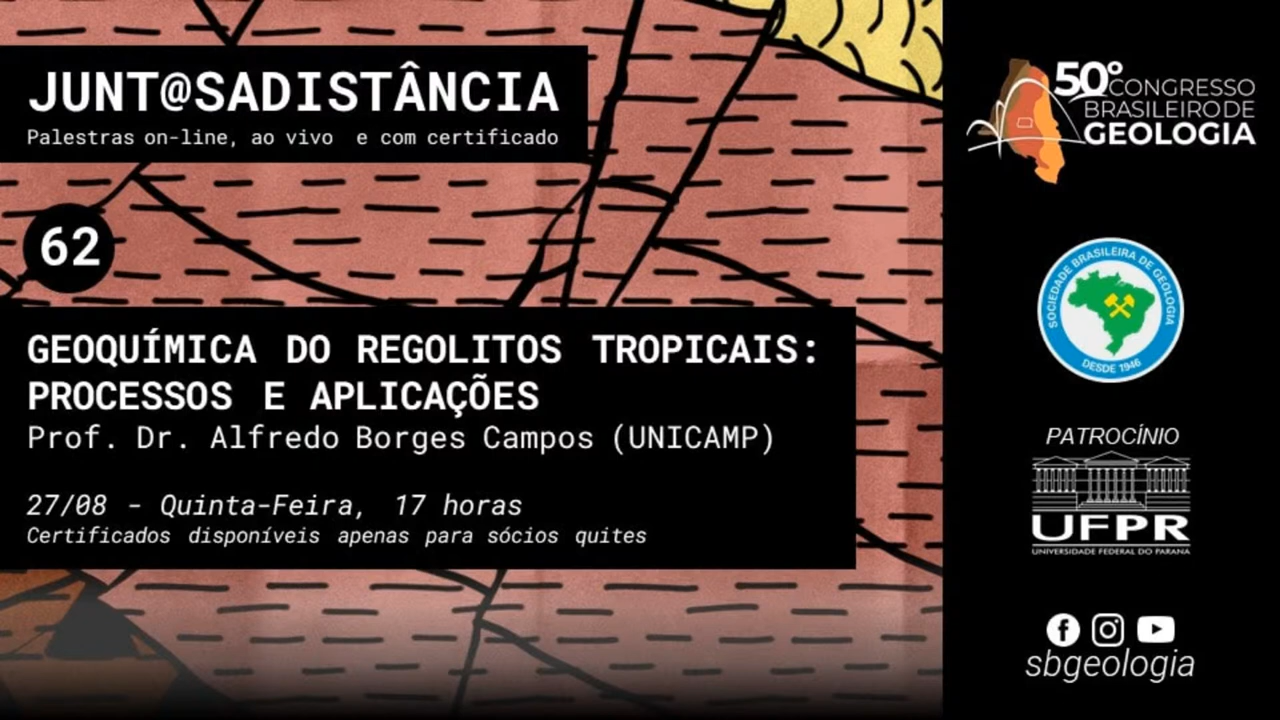 JUNT@SADISTÂNCIA
Palestras on-line, ao vivo e com certificado
62
GEOQUÍMICA DO REGOLITOS TROPICAIS:
PROCESSOS E APLICAÇÕES
Prof. Dr. Alfredo Borges Campos (UNICAMP)
27/08 - Quinta-Feira, 17 horas
Certificados disponíveis apenas para sócios quites
50º CONGRESSO
BRASILEIRO DE
GEOLOGIA
SOCIEDADE BRASILEIRA DE GEOLOGIA
DESDE 1946
PATROCÍNIO
UFPR
UNIVERSIDADE FEDERAL DO PARANÁ
sbgeologia